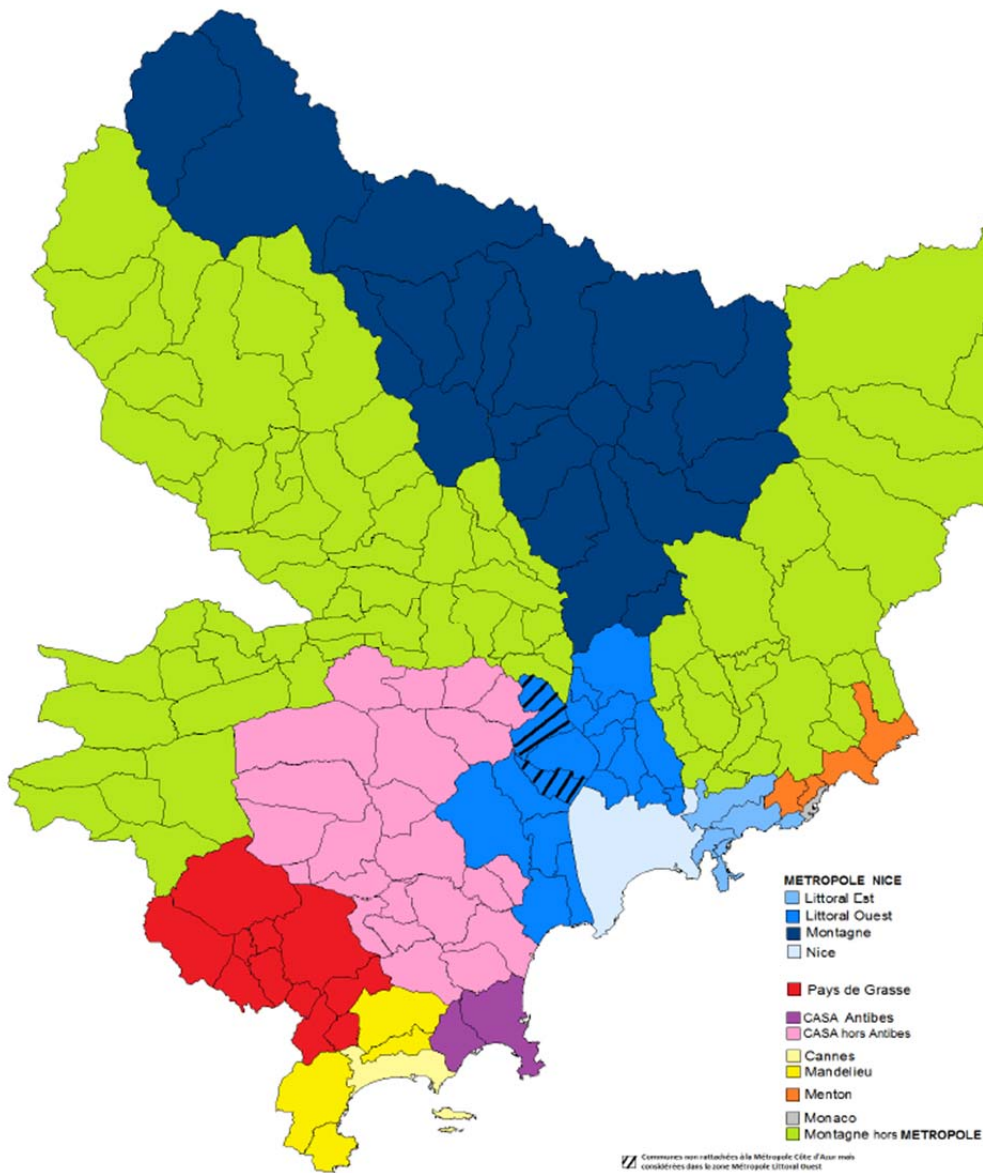 METROPOLE NICE
Littoral Est
Littoral Ouest
Montagne
Nice
Pays de Grasse
CASA Antibes
CASA hors Antibes
Cannes
Mandelieu
Menton
Monaco
Montagne hors METROPOLE
Communes non rattachées à la Métropole Côte d'Azur mais
considérées dans la zone Métropole Littoral Ouest